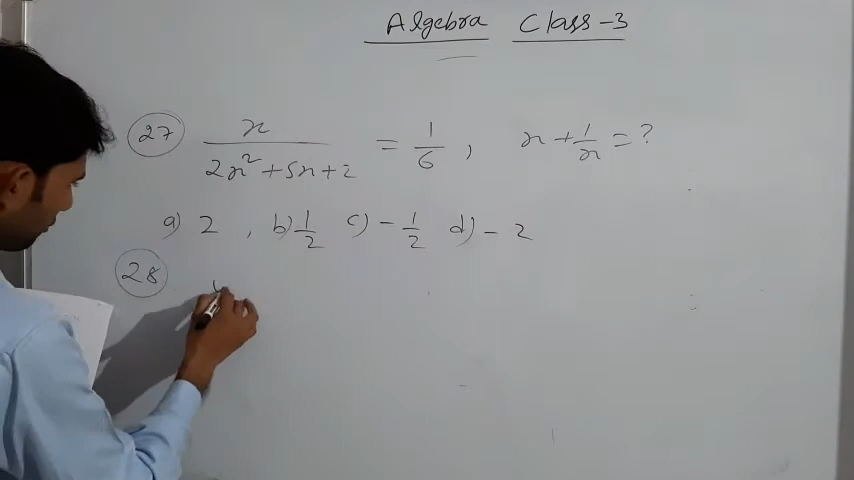 Algebra Class-3
27 x/(2x²+5x+2) = 1/6, x+1/x=?
a) 2, b) 1/2 c) -1/2 d) -2
28